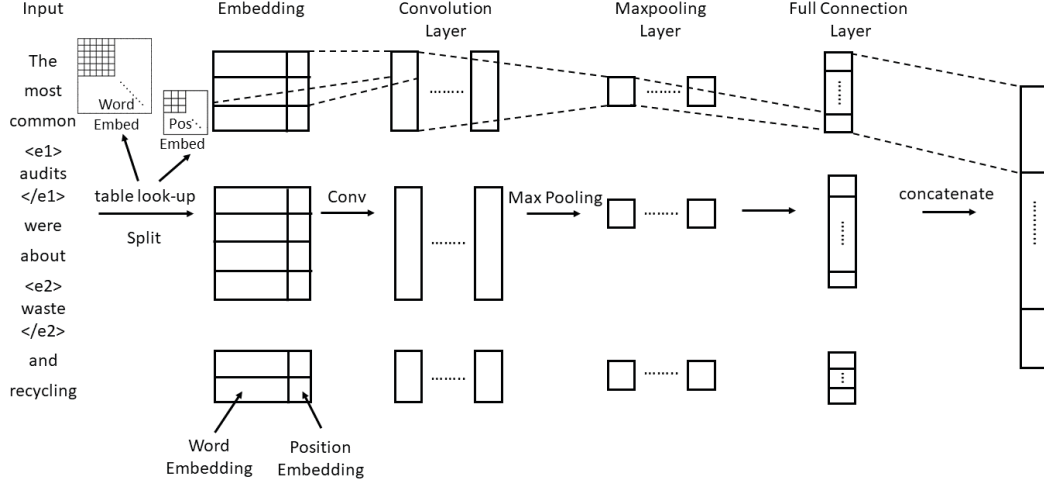 Input
Embedding
Convolution
Layer
Maxpooling
Layer
Full Connection
Layer
The
most
common
<e1>
audits
</e1>
were
about
<e2>
waste
</e2>
and
recycling
Word
Embed
Pos
Embed
table look-up
Split
Conv
Max Pooling
concatenate
Word
Embedding
Position
Embedding